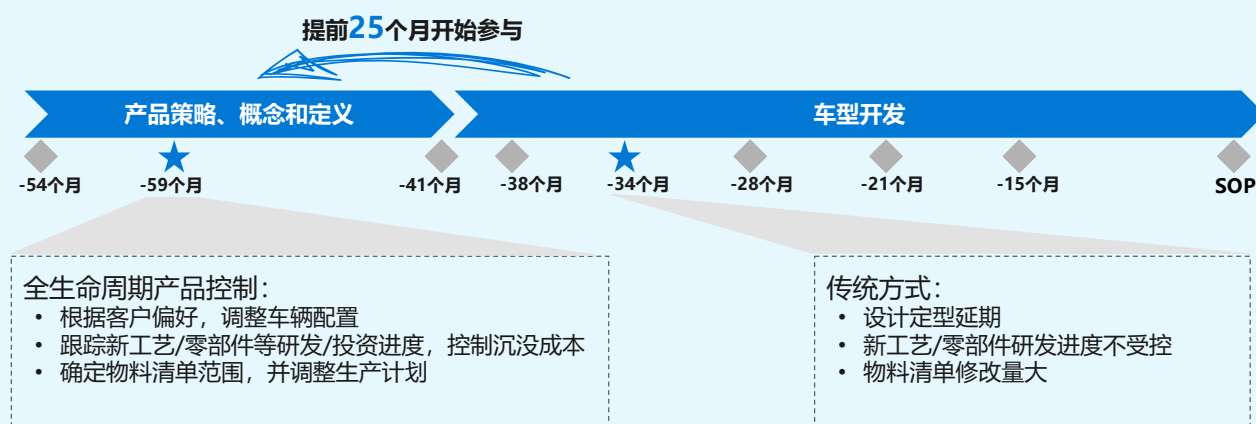 提前25个月开始参与
产品策略、概念和定义
车型开发
-54个月
-59个月
-41个月
-38个月
-34个月
-28个月
-21个月
-15个月
SOP
全生命周期产品控制：
• 根据客户偏好，调整车辆配置
• 跟踪新工艺/零部件等研发/投资进度，控制沉没成本
• 确定物料清单范围，并调整生产计划
传统方式：
• 设计定型延期
• 新工艺/零部件研发进度不受控
• 物料清单修改量大